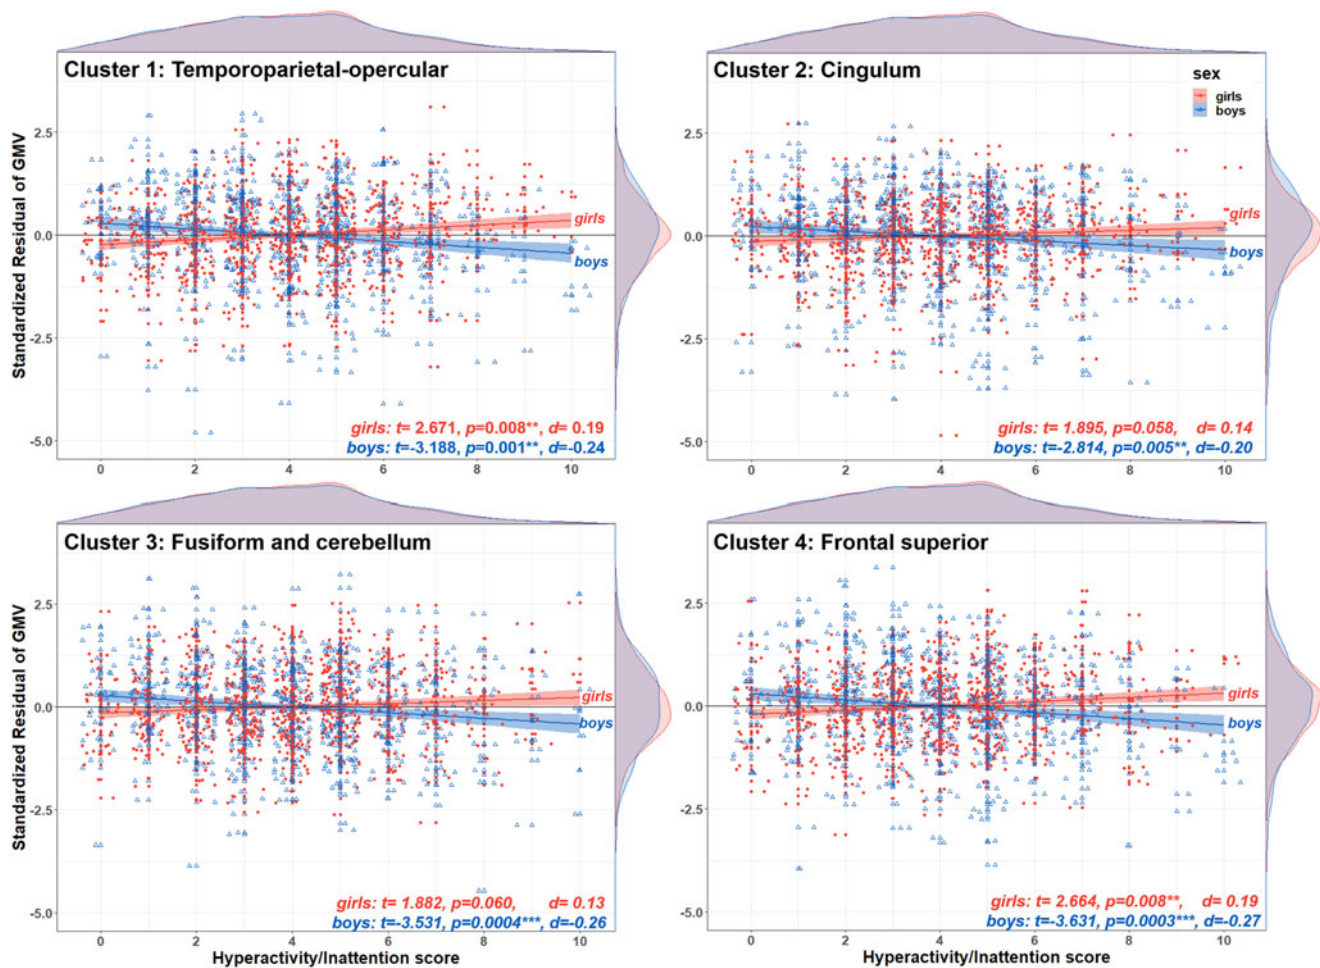 Cluster 1: Temporoparietal-opercular
Standardized Residual of GMV
2.5
0.0
-2.5
-5.0
girls
boys
girls: t= 2.671, p=0.008**, d= 0.19
boys: t=-3.188, p=0.001**, d=-0.24
0 2 4 6 8 10
Cluster 2: Cingulum
sex
girls
boys
2.5
0.0
-2.5
-5.0
girls
boys
girls: t= 1.895, p=0.058, d= 0.14
boys: t=-2.814, p=0.005**, d=-0.20
0 2 4 6 8 10
Cluster 3: Fusiform and cerebellum
Standardized Residual of GMV
2.5
0.0
-2.5
-5.0
girls
boys
girls: t= 1.882, p=0.060, d= 0.13
boys: t=-3.531, p=0.0004***, d=-0.26
0 2 4 6 8 10
Hyperactivity/Inattention score
Cluster 4: Frontal superior
2.5
0.0
-2.5
-5.0
girls
boys
girls: t= 2.664, p=0.008**, d= 0.19
boys: t=-3.631, p=0.0003***, d=-0.27
0 2 4 6 8 10
Hyperactivity/Inattention score